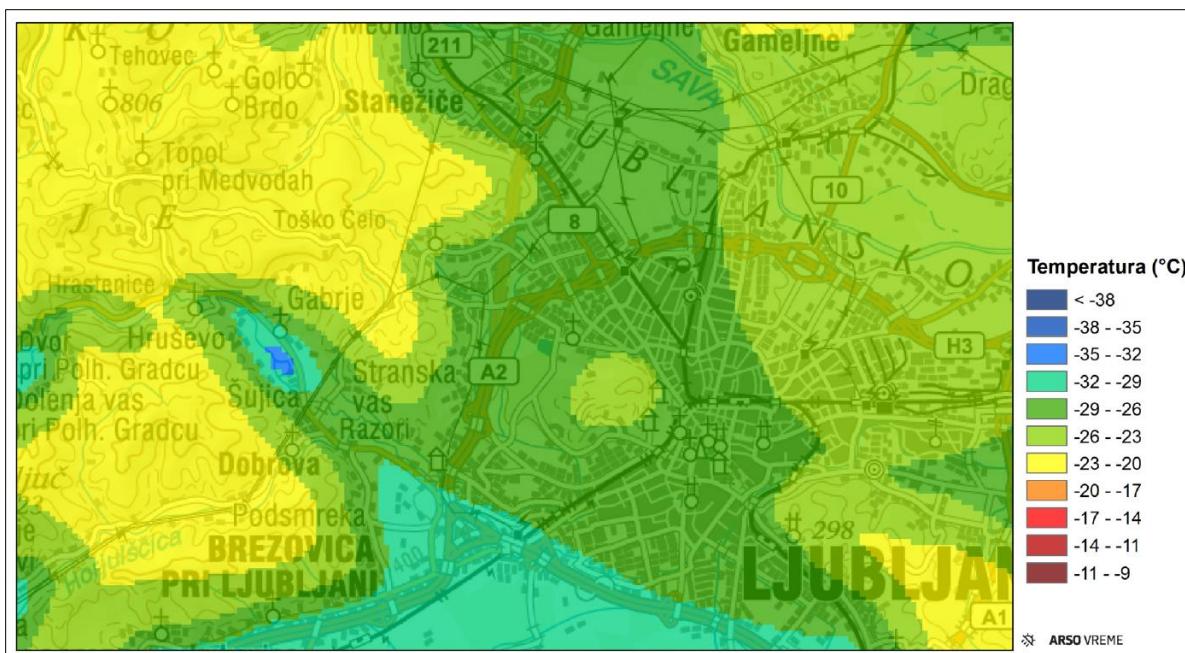 K O
Tehovec
Golo
Brdo
806
Topol
pri Medvodah
J E
Toško Čelo
Hrastenice
Gabrje
Hruševo
Dvor
pri Polh. Gradcu
Šujica
Dolenja vas
pri Polh. Gradcu
Stranska
vas
Razori
Dobrova
Podsmreka
BREZOVICA
PRI LJUBLJANI
Horjulščica
400
Medno
211
Stanežiče
Gameljne
Gameljne
SAVA
Drag
LJUBLJANSKO
8
10
A2
H3
298
LJUBLJAN
A1
Temperatura (°C)
< -38
-38 - -35
-35 - -32
-32 - -29
-29 - -26
-26 - -23
-23 - -20
-20 - -17
-17 - -14
-14 - -11
-11 - -9
ARSO VREME